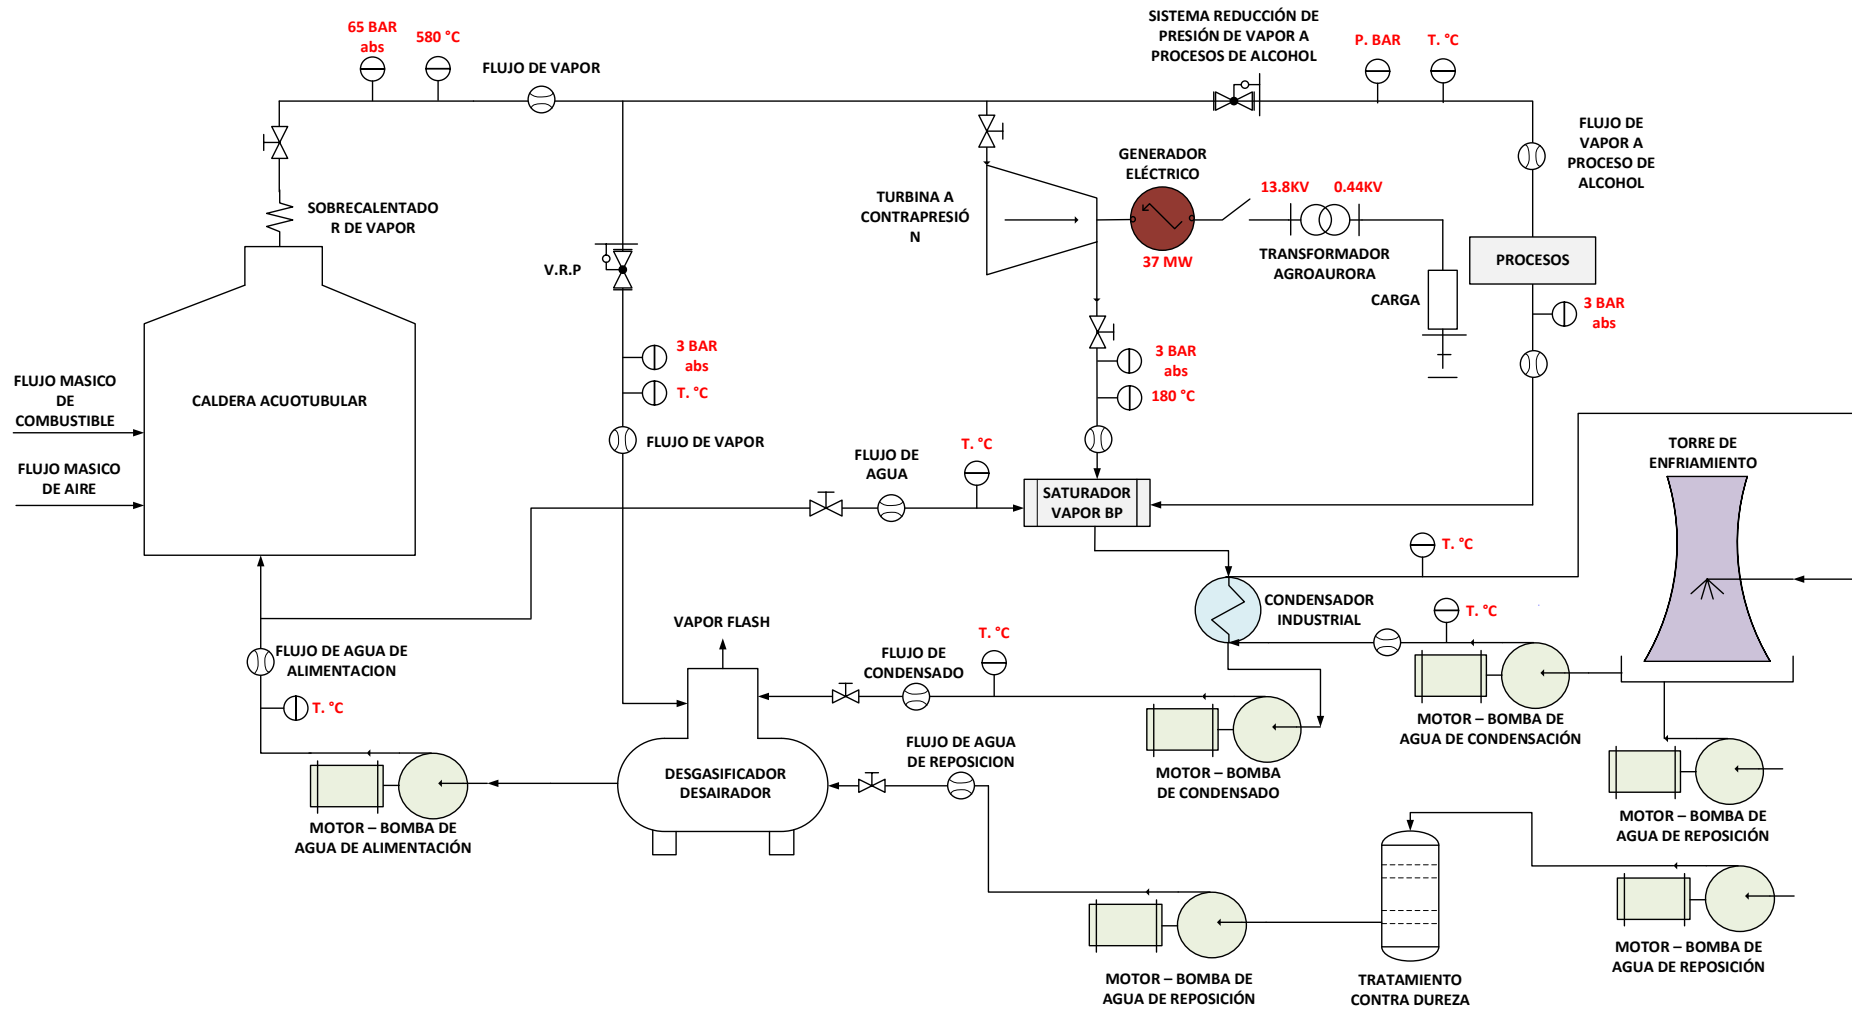 65 BAR
abs
580 °C
FLUJO DE VAPOR
SISTEMA REDUCCIÓN DE
PRESIÓN DE VAPOR A
PROCESOS DE ALCOHOL
P. BAR
T. °C
FLUJO DE
VAPOR A
PROCESO DE
ALCOHOL
GENERADOR
ELÉCTRICO
13.8KV
0.44KV
TURBINA A
CONTRAPRESIÓ
N
SOBRECALENTADO
R DE VAPOR
V.R.P
37 MW
TRANSFORMADOR
AGROAURORA
PROCESOS
CARGA
3 BAR
abs
3 BAR
abs
T. °C
3 BAR
abs
180 °C
FLUJO MASICO
DE
COMBUSTIBLE
CALDERA ACUOTUBULAR
FLUJO MASICO
DE AIRE
FLUJO DE VAPOR
FLUJO DE
AGUA
T. °C
SATURADOR
VAPOR BP
TORRE DE
ENFRIAMIENTO
T. °C
CONDENSADOR
INDUSTRIAL
T. °C
VAPOR FLASH
FLUJO DE
CONDENSADO
T. °C
FLUJO DE AGUA DE
ALIMENTACION
T. °C
MOTOR – BOMBA DE
AGUA DE CONDENSACIÓN
FLUJO DE AGUA
DE REPOSICION
DESGASIFICADOR
DESAIRADOR
MOTOR – BOMBA
DE CONDENSADO
MOTOR – BOMBA DE
AGUA DE ALIMENTACIÓN
MOTOR – BOMBA DE
AGUA DE REPOSICIÓN
MOTOR – BOMBA DE
AGUA DE REPOSICIÓN
MOTOR – BOMBA DE
AGUA DE REPOSICIÓN
TRATAMIENTO
CONTRA DUREZA